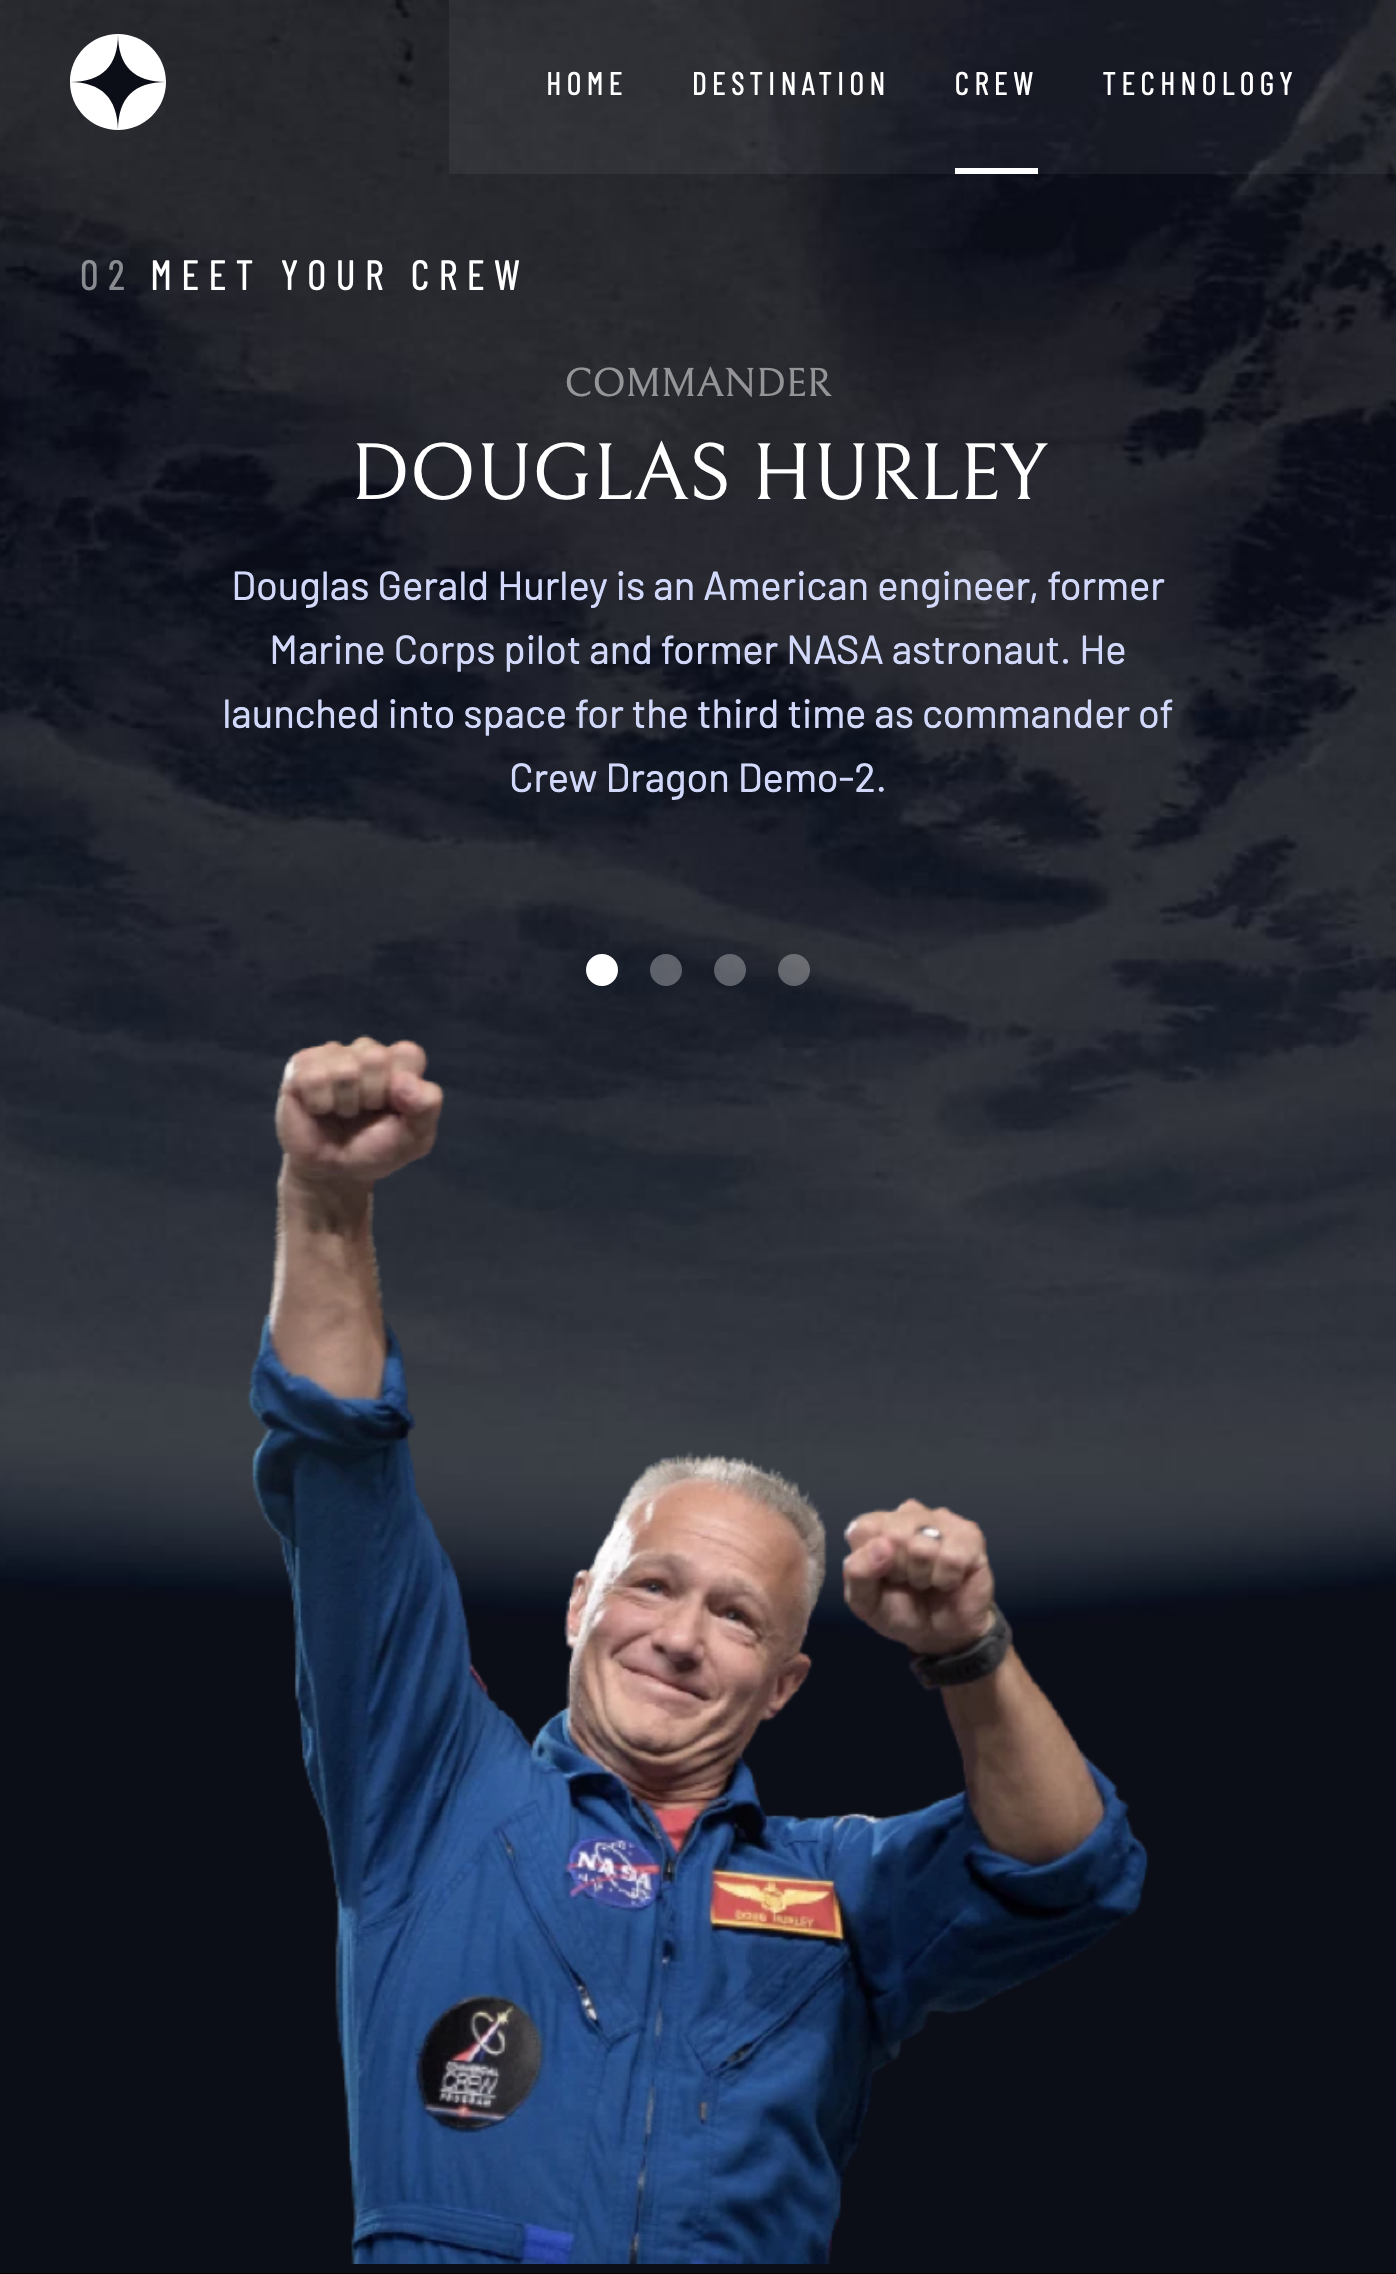 HOME DESTINATION CREW TECHNOLOGY
02 MEET YOUR CREW
COMMANDER
DOUGLAS HURLEY
Douglas Gerald Hurley is an American engineer, former
Marine Corps pilot and former NASA astronaut. He
launched into space for the third time as commander of
Crew Dragon Demo-2.
NASA
DOUG HURLEY
COMMERCIAL
CREW
PROGRAM